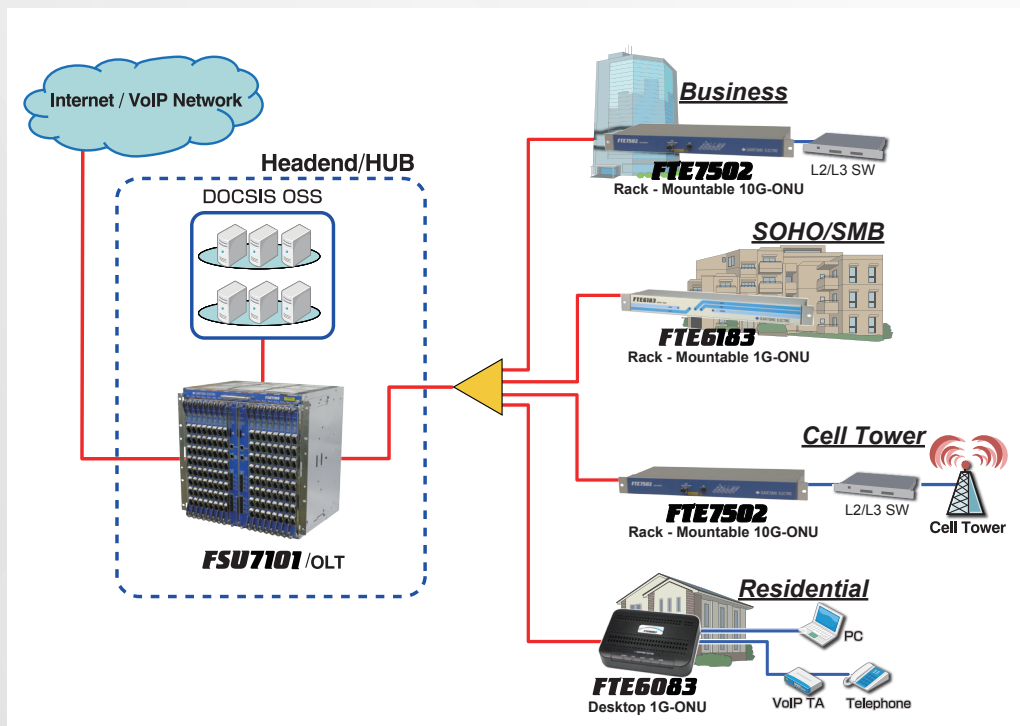 Internet / VoIP Network
Headend/HUB
DOCSIS OSS
FSU7101 /OLT
Business
FTE7502
Rack - Mountable 10G-ONU
L2/L3 SW
SOHO/SMB
FTE6183
FTE6183
Rack - Mountable 1G-ONU
Cell Tower
FTE7502
FTE7502
Rack - Mountable 10G-ONU
L2/L3 SW
Cell Tower
Residential
FTE6083
Desktop 1G-ONU
PC
VoIP TA
Telephone